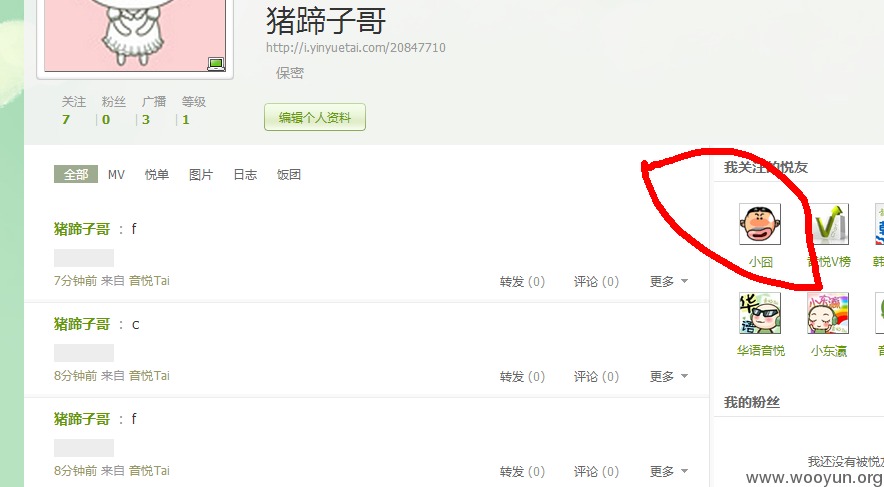 猪蹄子哥
http://i.yinyuetai.com/20847710
保密
关注 粉丝 广播 等级
7 0 3 1
编辑个人资料
全部 MV 悦单 图片 日志 饭团
猪蹄子哥 : f
7分钟前 来自 音悦Tai
转发 (0) 评论 (0) 更多
猪蹄子哥 : c
8分钟前 来自 音悦Tai
转发 (0) 评论 (0) 更多
猪蹄子哥 : f
8分钟前 来自 音悦Tai
转发 (0) 评论 (0) 更多
我关注的悦友
小囧 音悦V榜 韩
华语音悦 小东瀛 音
我的粉丝
我还没有被悦友
www.wooyun.org